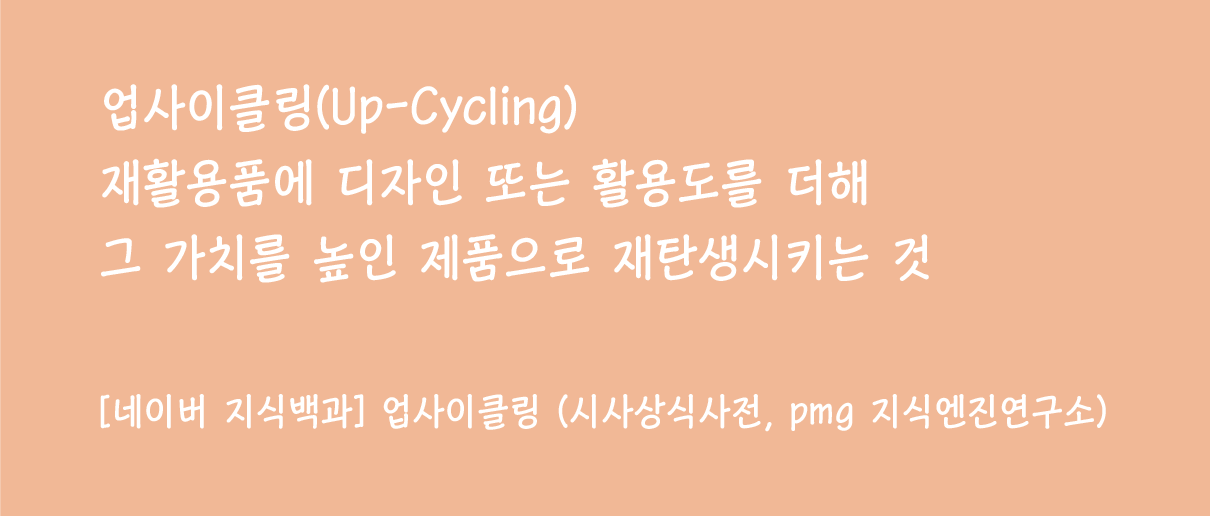 업사이클링(Up-Cycling)
재활용품에 디자인 또는 활용도를 더해
그 가치를 높인 제품으로 재탄생시키는 것
[네이버 지식백과] 업사이클링 (시사상식사전, pmg 지식엔진연구소)